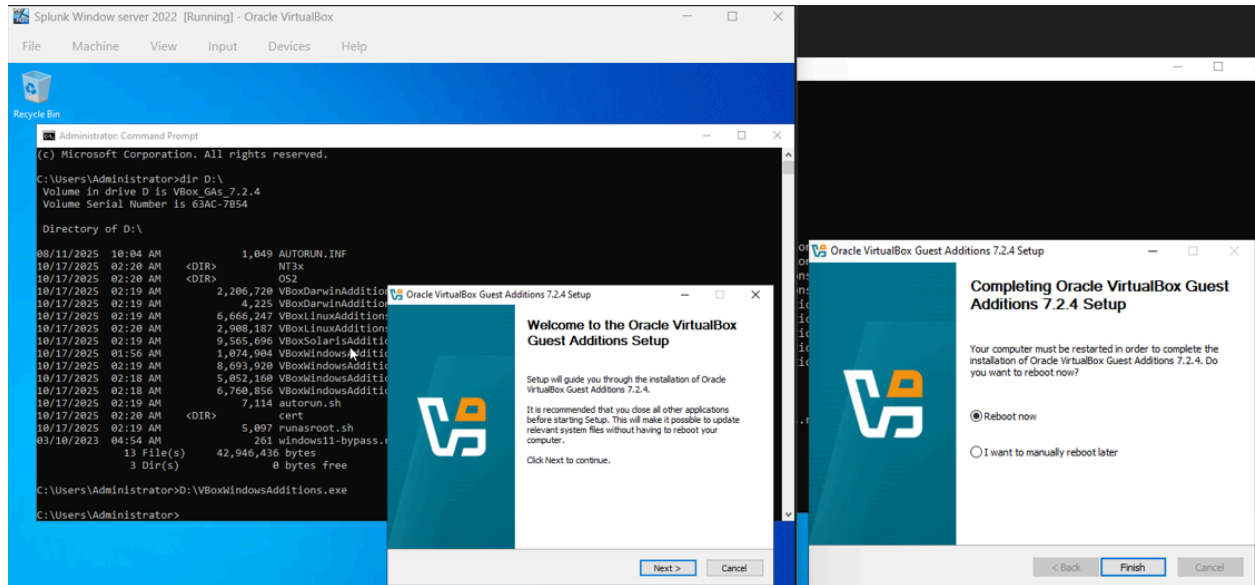 Splunk Window server 2022 [Running] - Oracle VirtualBox
File Machine View Input Devices Help
Recycle Bin
Administrator: Command Prompt
(c) Microsoft Corporation. All rights reserved.
C:\Users\Administrator>dir D:\
Volume in drive D is VBox_GAs_7.2.4
Volume Serial Number is 63AC-7B54
Directory of D:\
08/11/2025 10:04 AM 1,049 AUTORUN.INF
10/17/2025 02:20 AM <DIR> NT3x
10/17/2025 02:20 AM <DIR> OS2
10/17/2025 02:19 AM 2,206,720 VBoxDarwinAddition
10/17/2025 02:19 AM 4,225 VBoxDarwinAddition
10/17/2025 02:19 AM 6,666,247 VBoxLinuxAdditions
10/17/2025 02:20 AM 2,908,187 VBoxLinuxAdditions
10/17/2025 02:19 AM 9,565,696 VBoxSolarisAdditio
10/17/2025 01:56 AM 1,074,904 VBoxWindowsAdditio
10/17/2025 02:19 AM 8,693,920 VBoxWindowsAdditio
10/17/2025 02:18 AM 5,052,160 VBoxWindowsAdditio
10/17/2025 02:18 AM 6,760,856 VBoxWindowsAdditio
10/17/2025 02:19 AM 7,114 autorun.sh
10/17/2025 02:20 AM <DIR> cert
10/17/2025 02:19 AM 5,097 runasroot.sh
03/10/2023 04:54 AM 261 windows11-bypass.r
13 File(s) 42,946,436 bytes
3 Dir(s) 0 bytes free
C:\Users\Administrator>D:\VBoxWindowsAdditions.exe
C:\Users\Administrator>
Oracle VirtualBox Guest Additions 7.2.4 Setup
Welcome to the Oracle VirtualBox
Guest Additions Setup
Setup will guide you through the installation of Oracle
VirtualBox Guest Additions 7.2.4.
It is recommended that you close all other applications
before starting Setup. This will make it possible to update
relevant system files without having to reboot your
computer.
Click Next to continue.
Next > Cancel
Oracle VirtualBox Guest Additions 7.2.4 Setup
Completing Oracle VirtualBox Guest
Additions 7.2.4 Setup
Your computer must be restarted in order to complete the
installation of Oracle VirtualBox Guest Additions 7.2.4. Do
you want to reboot now?
Reboot now
I want to manually reboot later
< Back Finish Cancel